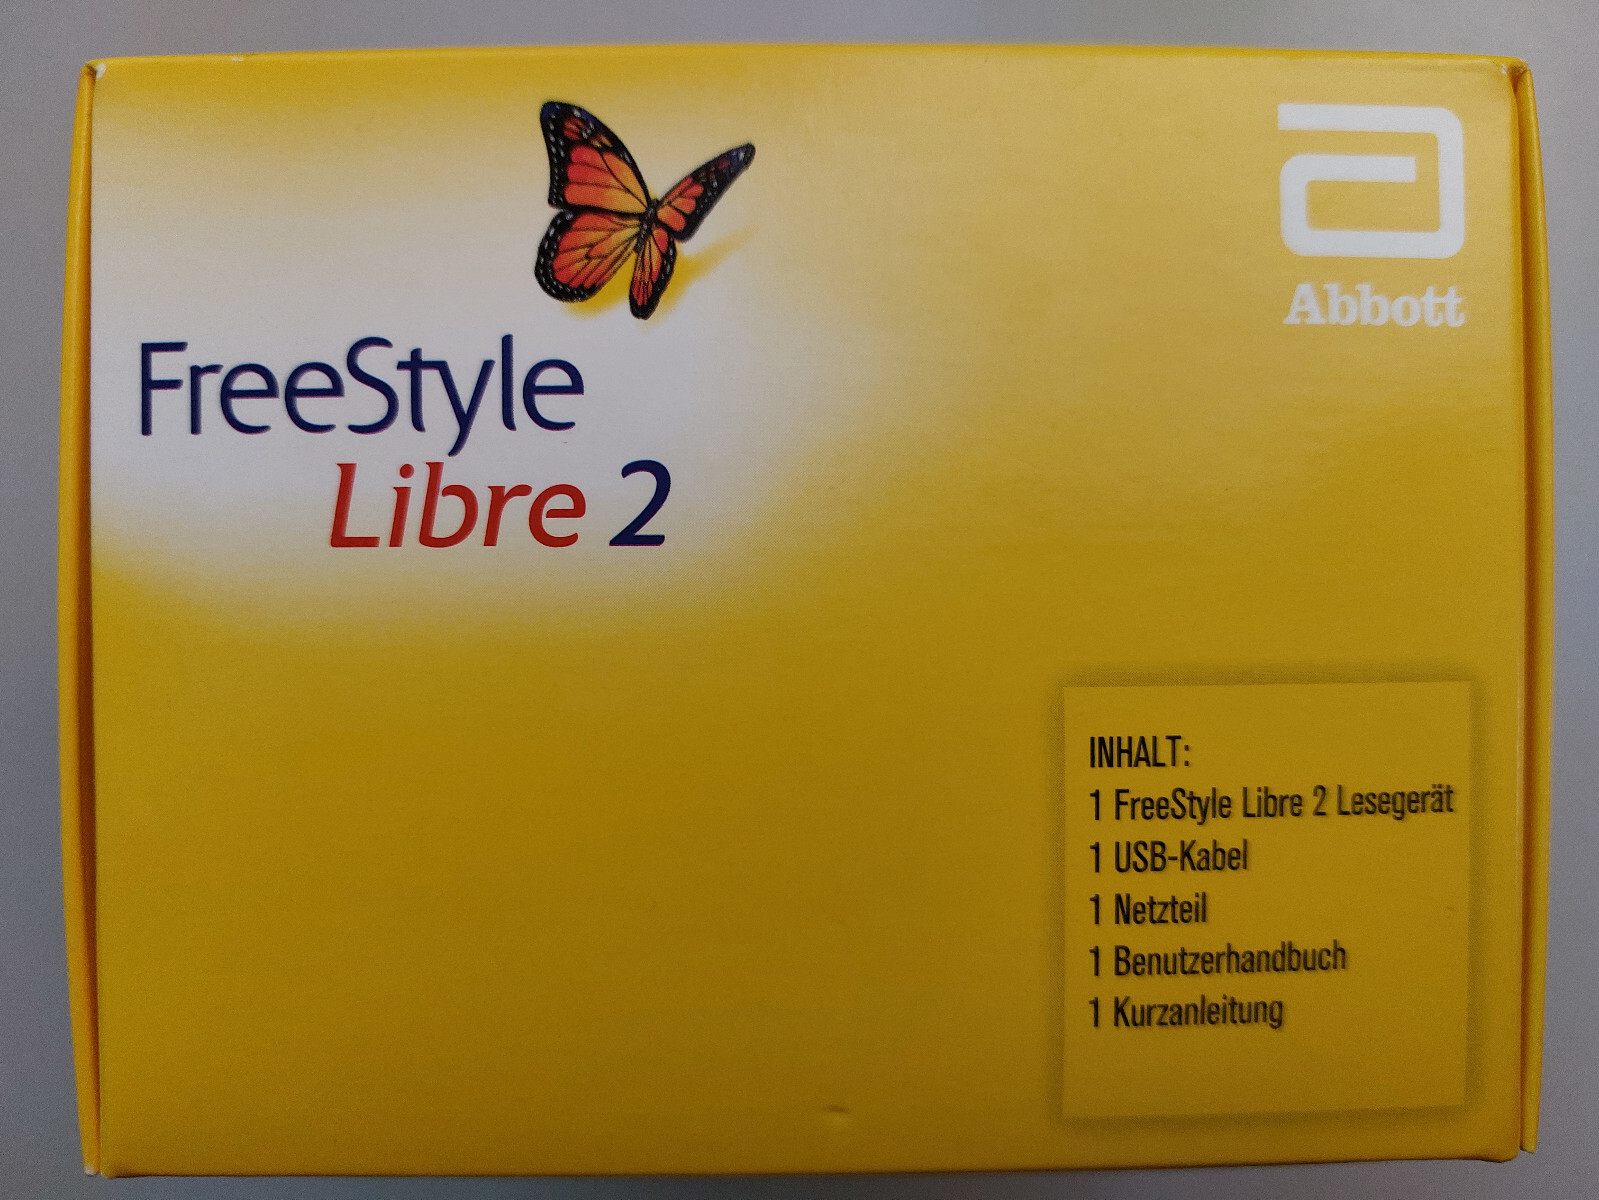 Abbott
FreeStyle
Libre 2
INHALT:
1 FreeStyle Libre 2 Lesegerät
1 USB-Kabel
1 Netzteil
1 Benutzerhandbuch
1 Kurzanleitung